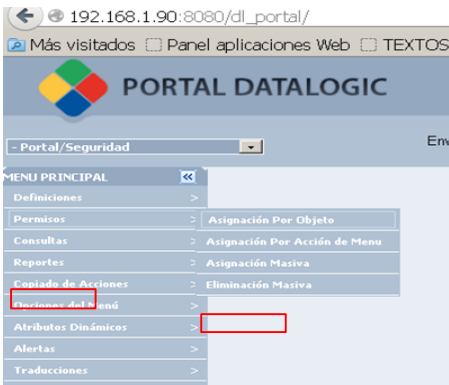 192.168.1.90:8080/dl_portal/
Más visitados Panel aplicaciones Web TEXTOS
PORTAL DATALOGIC
- Portal/Seguridad
Env
MENU PRINCIPAL «
Definiciones >
Permisos > Asignación Por Objeto
Consultas > Asignación Por Acción de Menu
Reportes > Asignación Masiva
Copiado de Acciones > Eliminación Masiva
Opciones del Menú >
Atributos Dinámicos >
Alertas >
Traducciones >